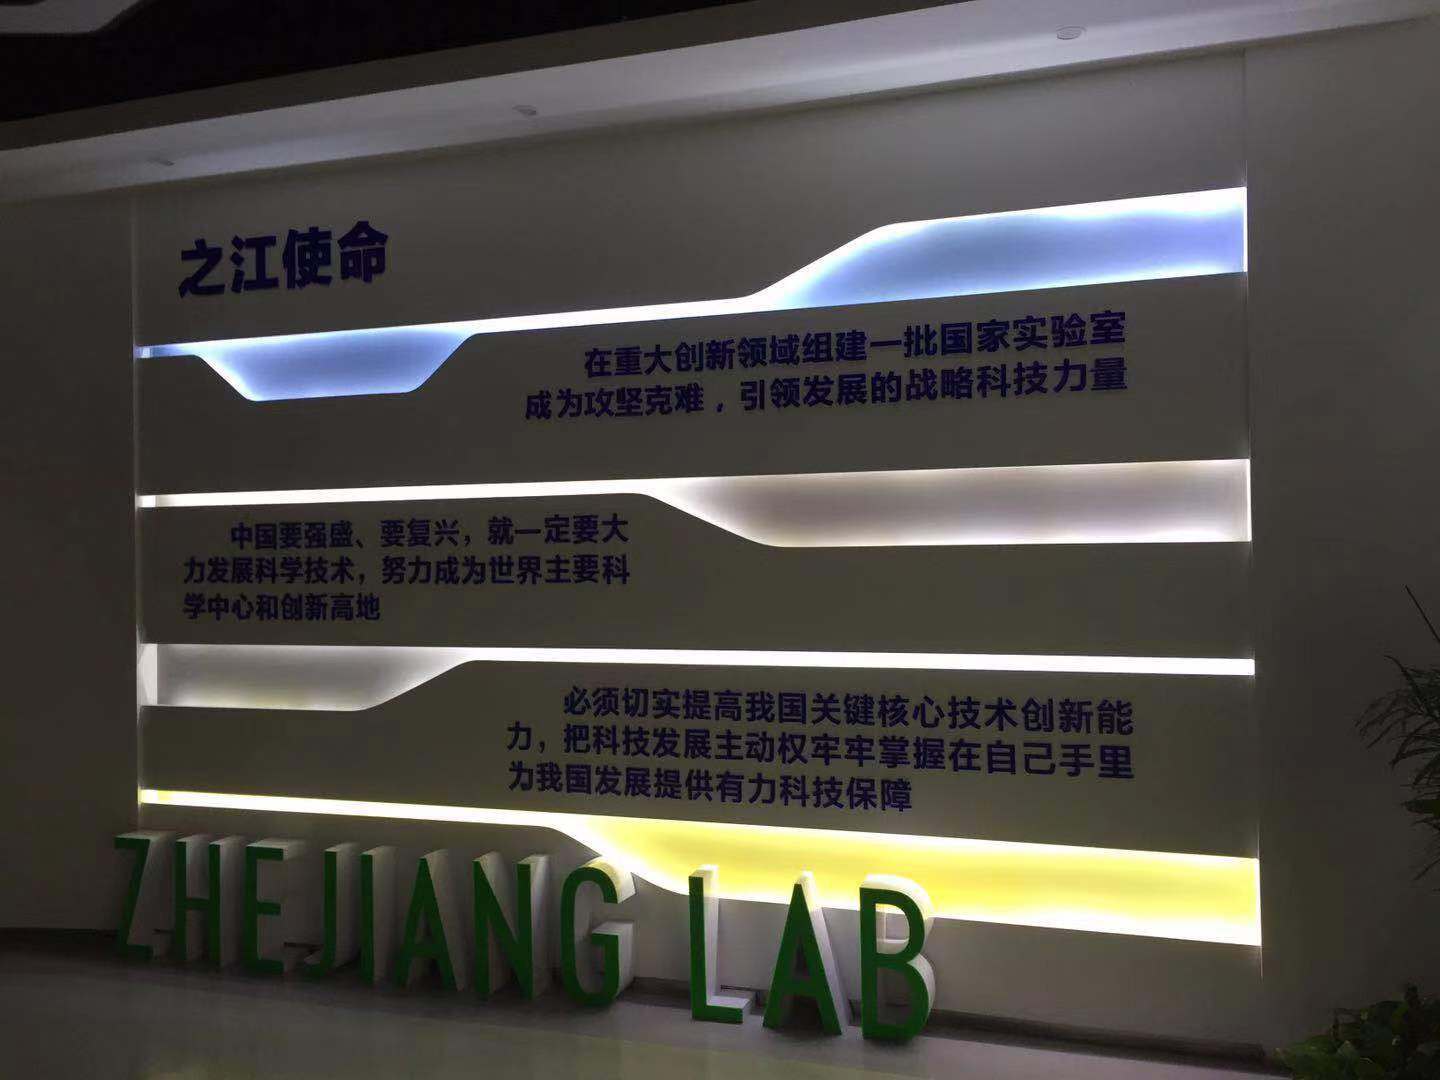 之江使命
在重大创新领域组建一批国家实验室
成为攻坚克难，引领发展的战略科技力量
中国要强盛、要复兴，就一定要大
力发展科学技术，努力成为世界主要科
学中心和创新高地
必须切实提高我国关键核心技术创新能
力，把科技发展主动权牢牢掌握在自己手里
为我国发展提供有力科技保障
ZHEJIANG LAB